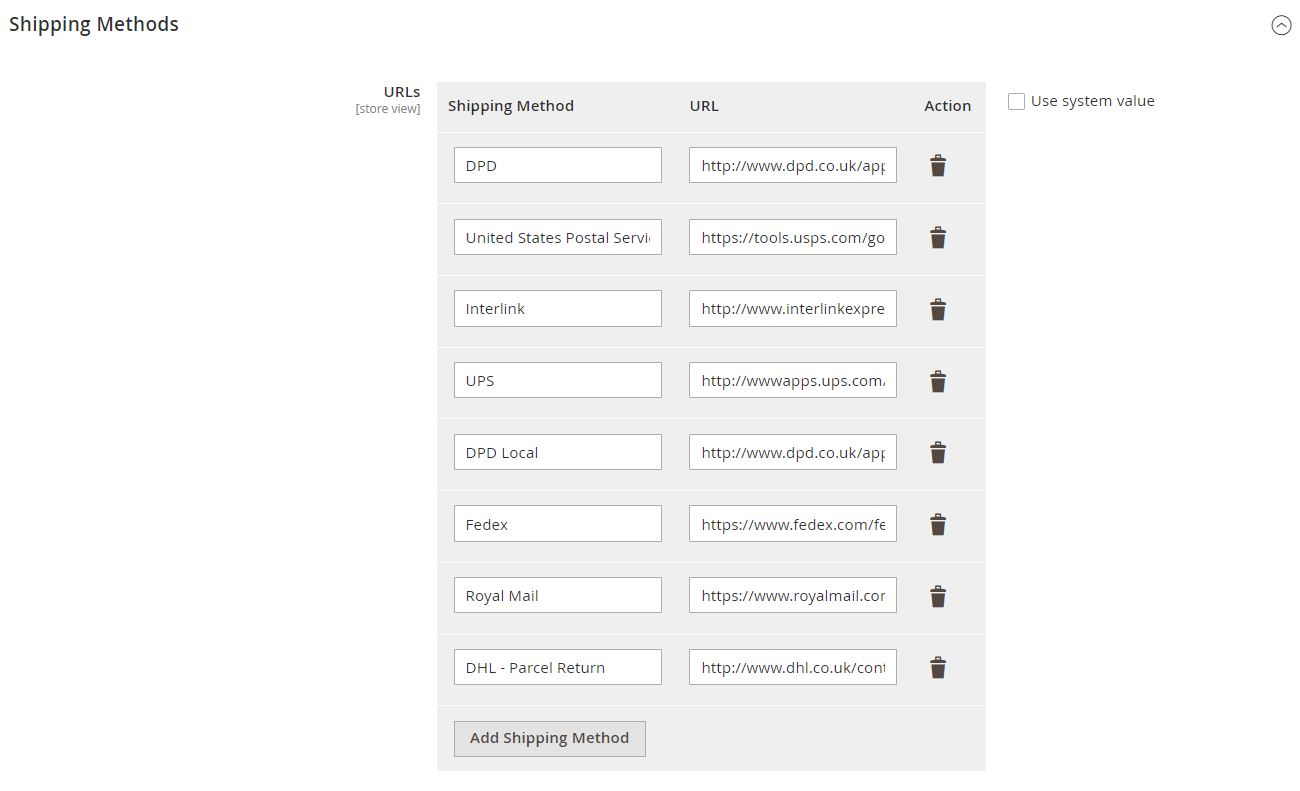 Shipping Methods
URLs
[store view]
Shipping Method URL Action
Use system value
DPD http://www.dpd.co.uk/app
United States Postal Servi https://tools.usps.com/go
Interlink http://www.interlinkexpre
UPS http://wwwapps.ups.com/
DPD Local http://www.dpd.co.uk/app
Fedex https://www.fedex.com/fe
Royal Mail https://www.royalmail.cor
DHL - Parcel Return http://www.dhl.co.uk/cont
Add Shipping Method